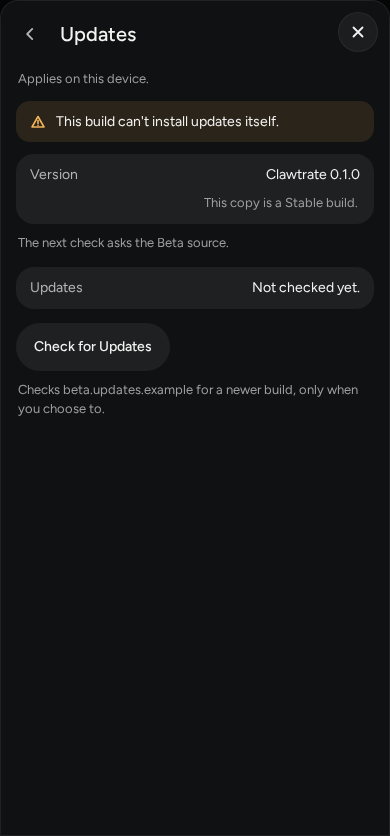 Updates
Applies on this device.
This build can't install updates itself.
Version
Clawtrate 0.1.0
This copy is a Stable build.
The next check asks the Beta source.
Updates
Not checked yet.
Check for Updates
Checks beta.updates.example for a newer build, only when
you choose to.